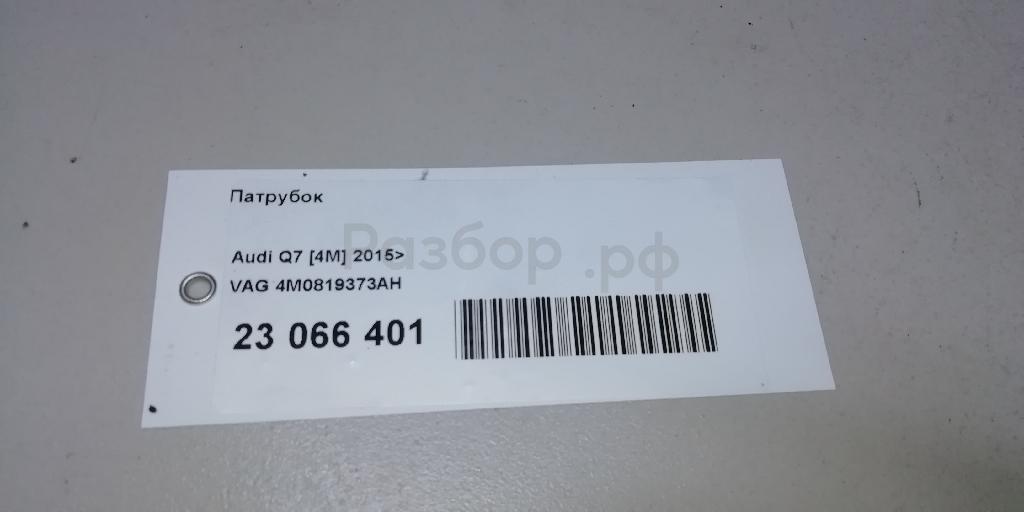 Патрубок
Разбор.рф
Audi Q7 [4M] 2015>
VAG 4M0819373AH
23 066 401